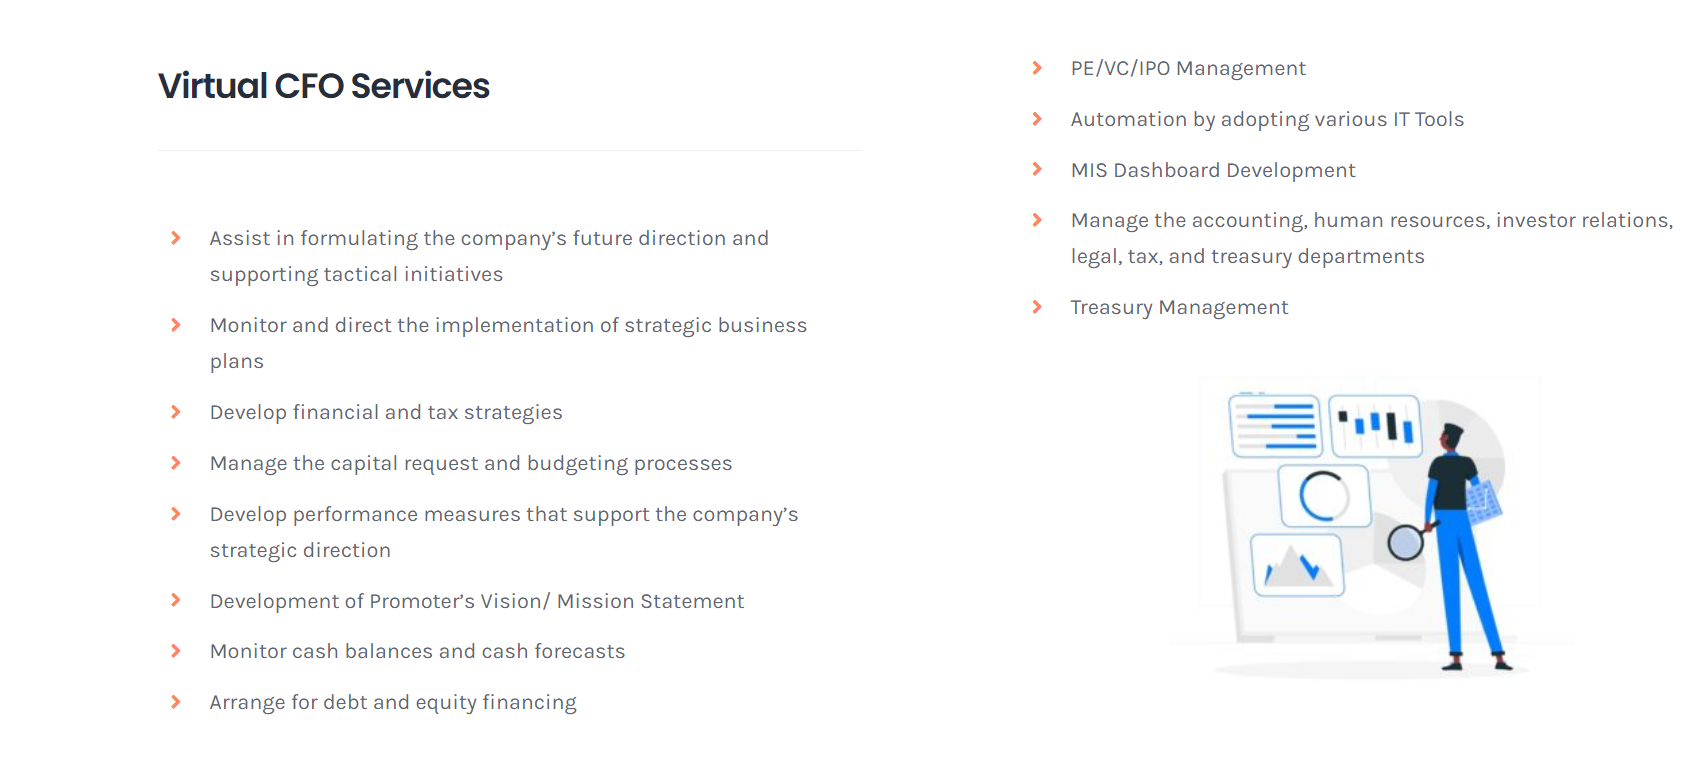 Virtual CFO Services
Assist in formulating the company’s future direction and
supporting tactical initiatives
Monitor and direct the implementation of strategic business
plans
Develop financial and tax strategies
Manage the capital request and budgeting processes
Develop performance measures that support the company’s
strategic direction
Development of Promoter’s Vision/ Mission Statement
Monitor cash balances and cash forecasts
Arrange for debt and equity financing
PE/VC/IPO Management
Automation by adopting various IT Tools
MIS Dashboard Development
Manage the accounting, human resources, investor relations,
legal, tax, and treasury departments
Treasury Management